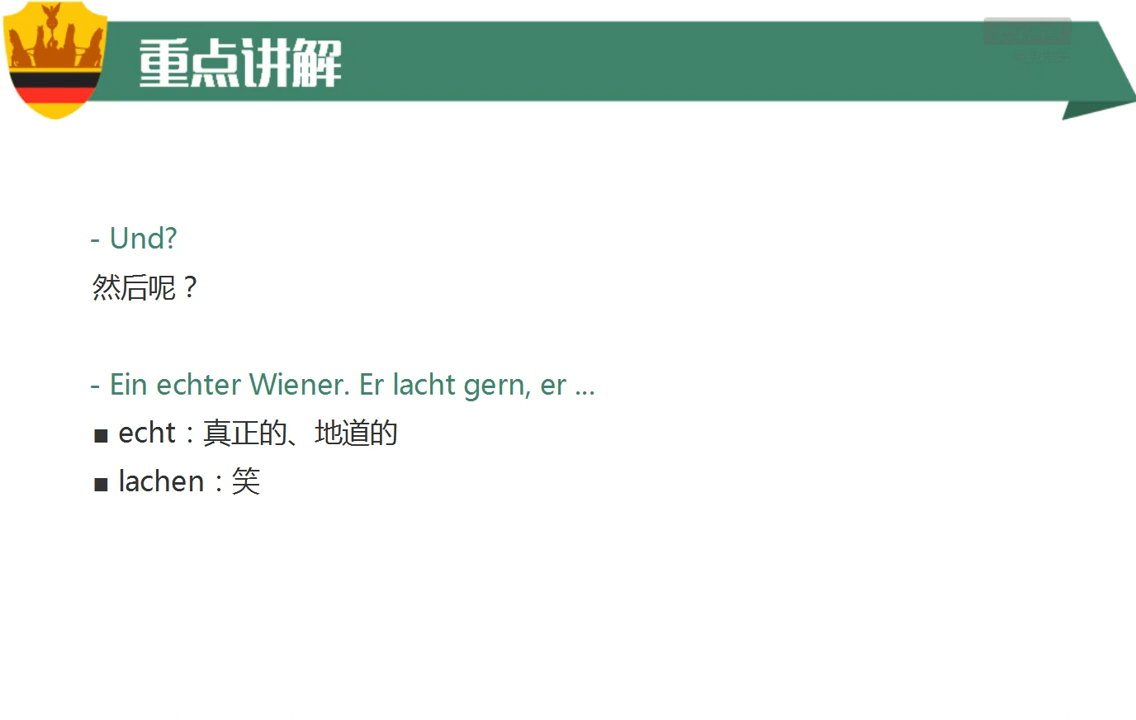 重点讲解
- Und?
然后呢？
- Ein echter Wiener. Er lacht gern, er ...
■ echt：真正的、地道的
■ lachen：笑